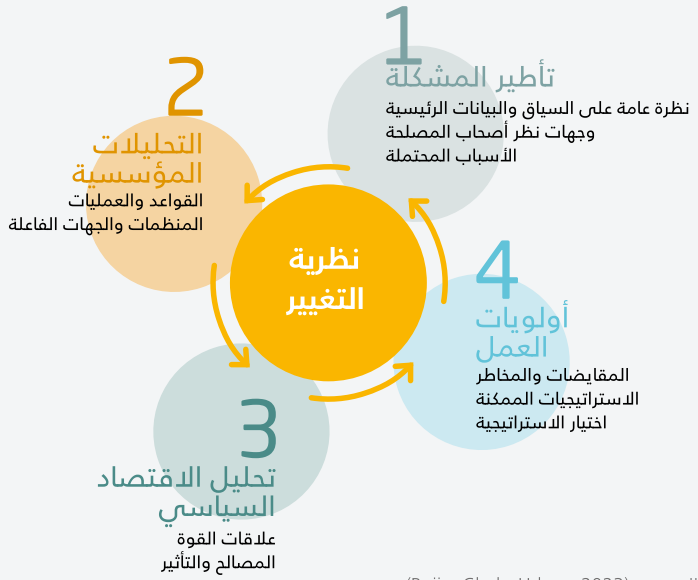 1
تأطير المشكلة
نظرة عامة على السياق والبيانات الرئيسية
وجهات نظر أصحاب المصلحة
الأسباب المحتملة
2
التحليلات
المؤسسية
القواعد والعمليات
المنظمات والجهات الفاعلة
نظرية
التغيير
4
أولويات
العمل
المقايضات والمخاطر
الاستراتيجيات الممكنة
اختيار الاستراتيجية
3
تحليل الاقتصاد
السياسي
علاقات القوة
المصالح والتأثير